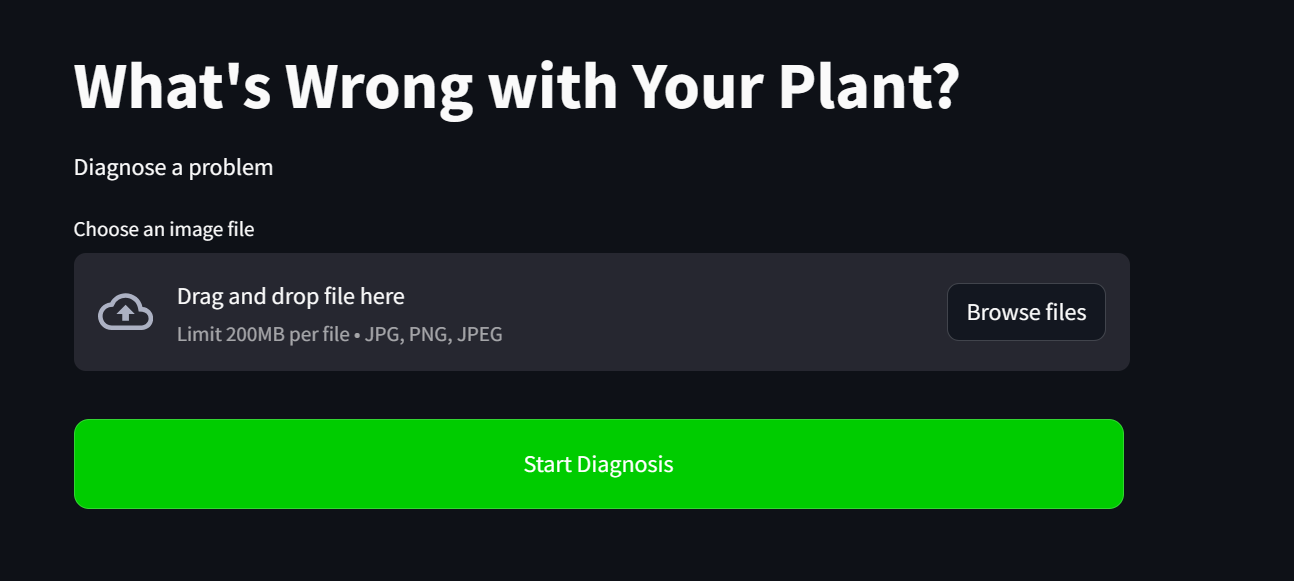 What's Wrong with Your Plant?
Diagnose a problem
Choose an image file
Drag and drop file here
Limit 200MB per file • JPG, PNG, JPEG
Browse files
Start Diagnosis